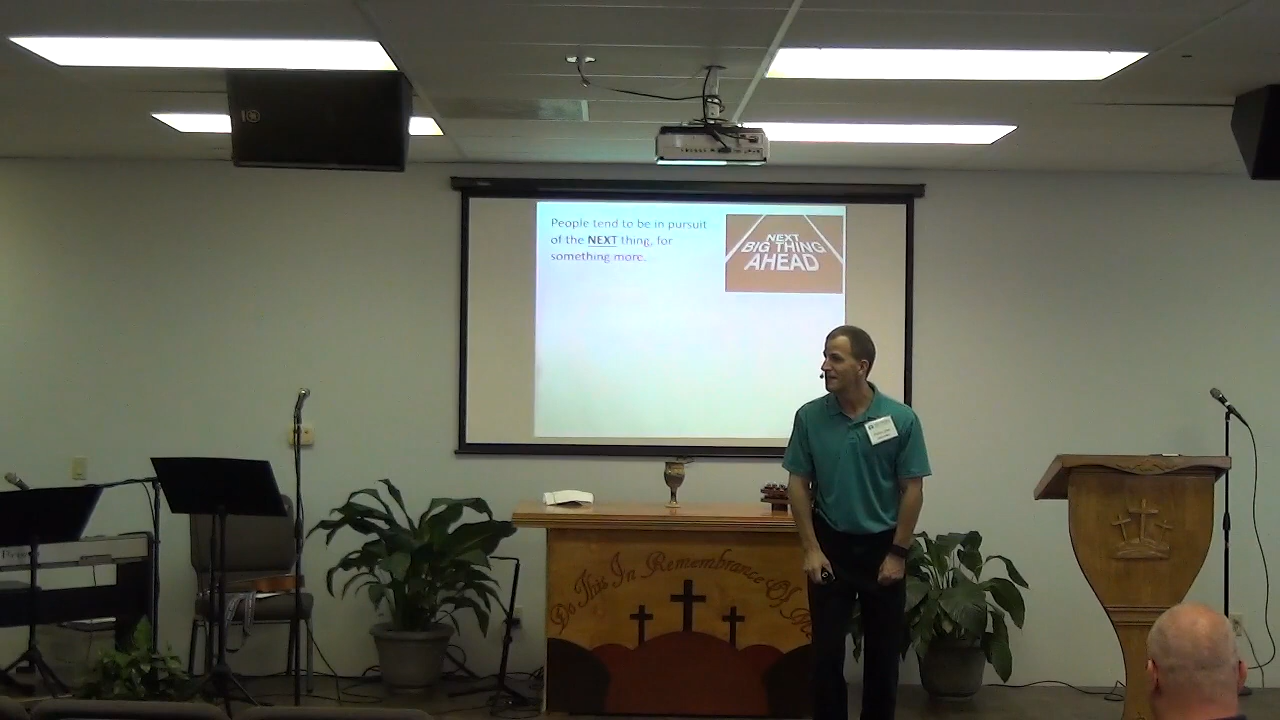 People tend to be in pursuit
of the NEXT thing, for
something more.
NEXT
BIG THING
AHEAD
Do This In Remembrance Of